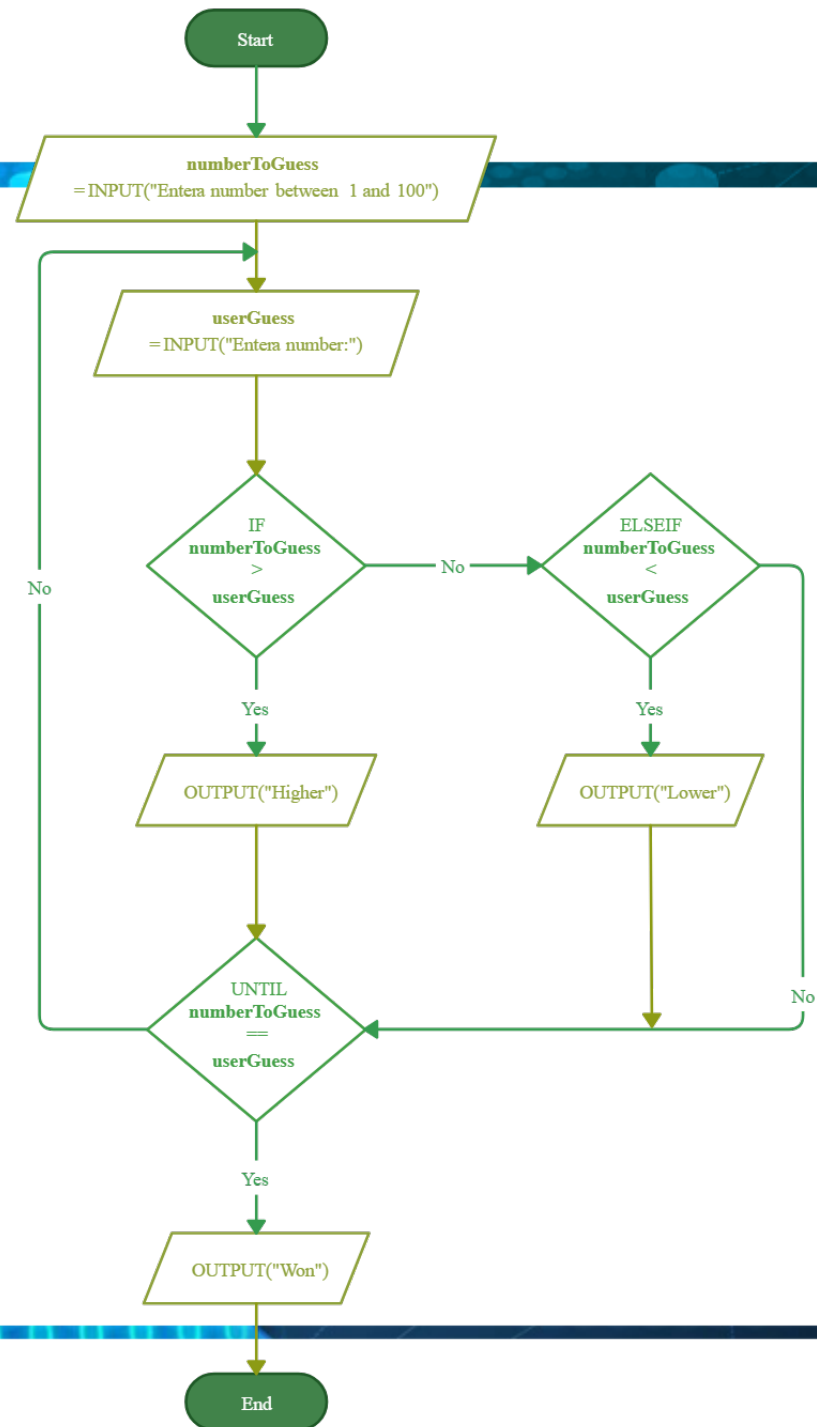 Start
numberToGuess
=INPUT("Entera number between 1 and 100")
userGuess
=INPUT("Entera number:")
IF
numberToGuess
>
userGuess
No
ELSEIF
numberToGuess
<
userGuess
No
Yes
Yes
OUTPUT("Higher")
OUTPUT("Lower")
UNTIL
numberToGuess
==
userGuess
No
Yes
OUTPUT("Won")
End